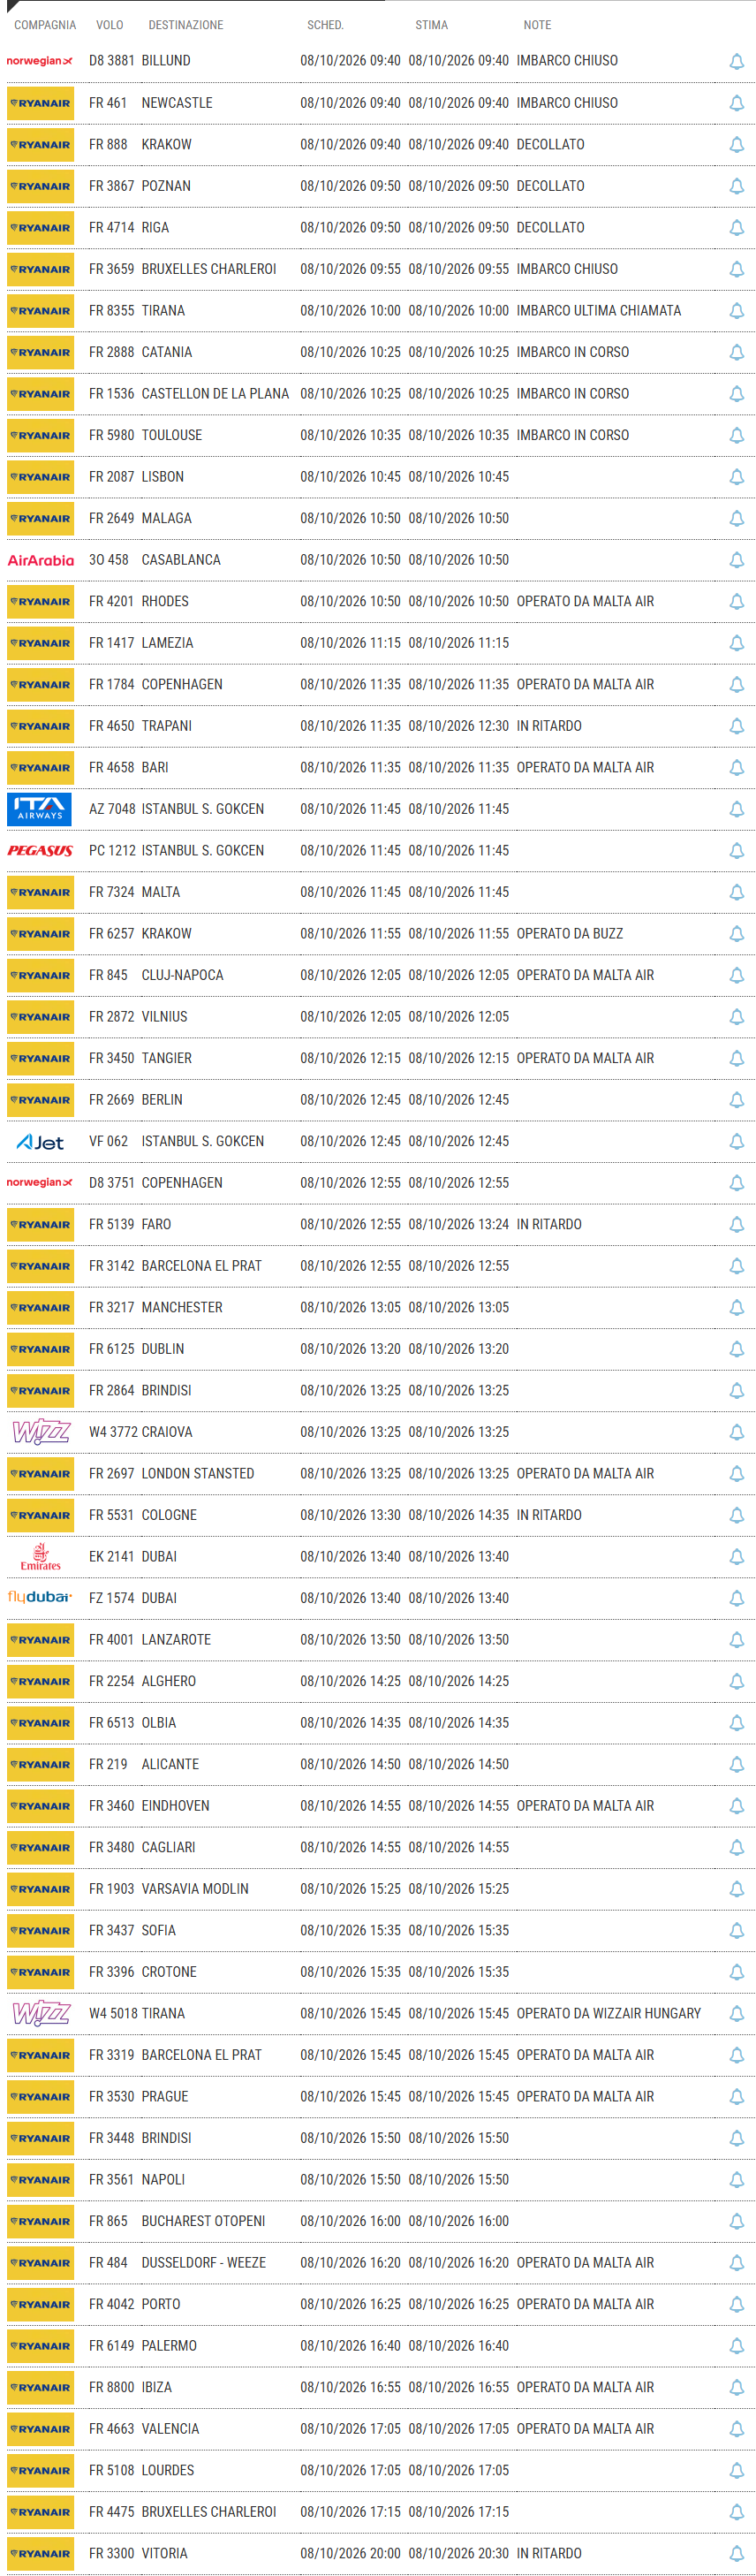 COMPAGNIA VOLO DESTINAZIONE SCHED. STIMA NOTE
norwegian D8 3881 BILLUND 08/10/2026 09:40 08/10/2026 09:40 IMBARCO CHIUSO
RYANAIR FR 461 NEWCASTLE 08/10/2026 09:40 08/10/2026 09:40 IMBARCO CHIUSO
RYANAIR FR 888 KRAKOW 08/10/2026 09:40 08/10/2026 09:40 DECOLLATO
RYANAIR FR 3867 POZNAN 08/10/2026 09:50 08/10/2026 09:50 DECOLLATO
RYANAIR FR 4714 RIGA 08/10/2026 09:50 08/10/2026 09:50 DECOLLATO
RYANAIR FR 3659 BRUXELLES CHARLEROI 08/10/2026 09:55 08/10/2026 09:55 IMBARCO CHIUSO
RYANAIR FR 8355 TIRANA 08/10/2026 10:00 08/10/2026 10:00 IMBARCO ULTIMA CHIAMATA
RYANAIR FR 2888 CATANIA 08/10/2026 10:25 08/10/2026 10:25 IMBARCO IN CORSO
RYANAIR FR 1536 CASTELLON DE LA PLANA 08/10/2026 10:25 08/10/2026 10:25 IMBARCO IN CORSO
RYANAIR FR 5980 TOULOUSE 08/10/2026 10:35 08/10/2026 10:35 IMBARCO IN CORSO
RYANAIR FR 2087 LISBON 08/10/2026 10:45 08/10/2026 10:45
RYANAIR FR 2649 MALAGA 08/10/2026 10:50 08/10/2026 10:50
AirArabia 3O 458 CASABLANCA 08/10/2026 10:50 08/10/2026 10:50
RYANAIR FR 4201 RHODES 08/10/2026 10:50 08/10/2026 10:50 OPERATO DA MALTA AIR
RYANAIR FR 1417 LAMEZIA 08/10/2026 11:15 08/10/2026 11:15
RYANAIR FR 1784 COPENHAGEN 08/10/2026 11:35 08/10/2026 11:35 OPERATO DA MALTA AIR
RYANAIR FR 4650 TRAPANI 08/10/2026 11:35 08/10/2026 12:30 IN RITARDO
RYANAIR FR 4658 BARI 08/10/2026 11:35 08/10/2026 11:35 OPERATO DA MALTA AIR
ITA AIRWAYS AZ 7048 ISTANBUL S. GOKCEN 08/10/2026 11:45 08/10/2026 11:45
PEGASUS PC 1212 ISTANBUL S. GOKCEN 08/10/2026 11:45 08/10/2026 11:45
RYANAIR FR 7324 MALTA 08/10/2026 11:45 08/10/2026 11:45
RYANAIR FR 6257 KRAKOW 08/10/2026 11:55 08/10/2026 11:55 OPERATO DA BUZZ
RYANAIR FR 845 CLUJ-NAPOCA 08/10/2026 12:05 08/10/2026 12:05 OPERATO DA MALTA AIR
RYANAIR FR 2872 VILNIUS 08/10/2026 12:05 08/10/2026 12:05
RYANAIR FR 3450 TANGIER 08/10/2026 12:15 08/10/2026 12:15 OPERATO DA MALTA AIR
RYANAIR FR 2669 BERLIN 08/10/2026 12:45 08/10/2026 12:45
AJet VF 062 ISTANBUL S. GOKCEN 08/10/2026 12:45 08/10/2026 12:45
norwegian D8 3751 COPENHAGEN 08/10/2026 12:55 08/10/2026 12:55
RYANAIR FR 5139 FARO 08/10/2026 12:55 08/10/2026 13:24 IN RITARDO
RYANAIR FR 3142 BARCELONA EL PRAT 08/10/2026 12:55 08/10/2026 12:55
RYANAIR FR 3217 MANCHESTER 08/10/2026 13:05 08/10/2026 13:05
RYANAIR FR 6125 DUBLIN 08/10/2026 13:20 08/10/2026 13:20
RYANAIR FR 2864 BRINDISI 08/10/2026 13:25 08/10/2026 13:25
WIZZ W4 3772 CRAIOVA 08/10/2026 13:25 08/10/2026 13:25
RYANAIR FR 2697 LONDON STANSTED 08/10/2026 13:25 08/10/2026 13:25 OPERATO DA MALTA AIR
RYANAIR FR 5531 COLOGNE 08/10/2026 13:30 08/10/2026 14:35 IN RITARDO
Emirates EK 2141 DUBAI 08/10/2026 13:40 08/10/2026 13:40
flydubai FZ 1574 DUBAI 08/10/2026 13:40 08/10/2026 13:40
RYANAIR FR 4001 LANZAROTE 08/10/2026 13:50 08/10/2026 13:50
RYANAIR FR 2254 ALGHERO 08/10/2026 14:25 08/10/2026 14:25
RYANAIR FR 6513 OLBIA 08/10/2026 14:35 08/10/2026 14:35
RYANAIR FR 219 ALICANTE 08/10/2026 14:50 08/10/2026 14:50
RYANAIR FR 3460 EINDHOVEN 08/10/2026 14:55 08/10/2026 14:55 OPERATO DA MALTA AIR
RYANAIR FR 3480 CAGLIARI 08/10/2026 14:55 08/10/2026 14:55
RYANAIR FR 1903 VARSAVIA MODLIN 08/10/2026 15:25 08/10/2026 15:25
RYANAIR FR 3437 SOFIA 08/10/2026 15:35 08/10/2026 15:35
RYANAIR FR 3396 CROTONE 08/10/2026 15:35 08/10/2026 15:35
WIZZ W4 5018 TIRANA 08/10/2026 15:45 08/10/2026 15:45 OPERATO DA WIZZAIR HUNGARY
RYANAIR FR 3319 BARCELONA EL PRAT 08/10/2026 15:45 08/10/2026 15:45 OPERATO DA MALTA AIR
RYANAIR FR 3530 PRAGUE 08/10/2026 15:45 08/10/2026 15:45 OPERATO DA MALTA AIR
RYANAIR FR 3448 BRINDISI 08/10/2026 15:50 08/10/2026 15:50
RYANAIR FR 3561 NAPOLI 08/10/2026 15:50 08/10/2026 15:50
RYANAIR FR 865 BUCHAREST OTOPENI 08/10/2026 16:00 08/10/2026 16:00
RYANAIR FR 484 DUSSELDORF - WEEZE 08/10/2026 16:20 08/10/2026 16:20 OPERATO DA MALTA AIR
RYANAIR FR 4042 PORTO 08/10/2026 16:25 08/10/2026 16:25 OPERATO DA MALTA AIR
RYANAIR FR 6149 PALERMO 08/10/2026 16:40 08/10/2026 16:40
RYANAIR FR 8800 IBIZA 08/10/2026 16:55 08/10/2026 16:55 OPERATO DA MALTA AIR
RYANAIR FR 4663 VALENCIA 08/10/2026 17:05 08/10/2026 17:05 OPERATO DA MALTA AIR
RYANAIR FR 5108 LOURDES 08/10/2026 17:05 08/10/2026 17:05
RYANAIR FR 4475 BRUXELLES CHARLEROI 08/10/2026 17:15 08/10/2026 17:15
RYANAIR FR 3300 VITORIA 08/10/2026 20:00 08/10/2026 20:30 IN RITARDO